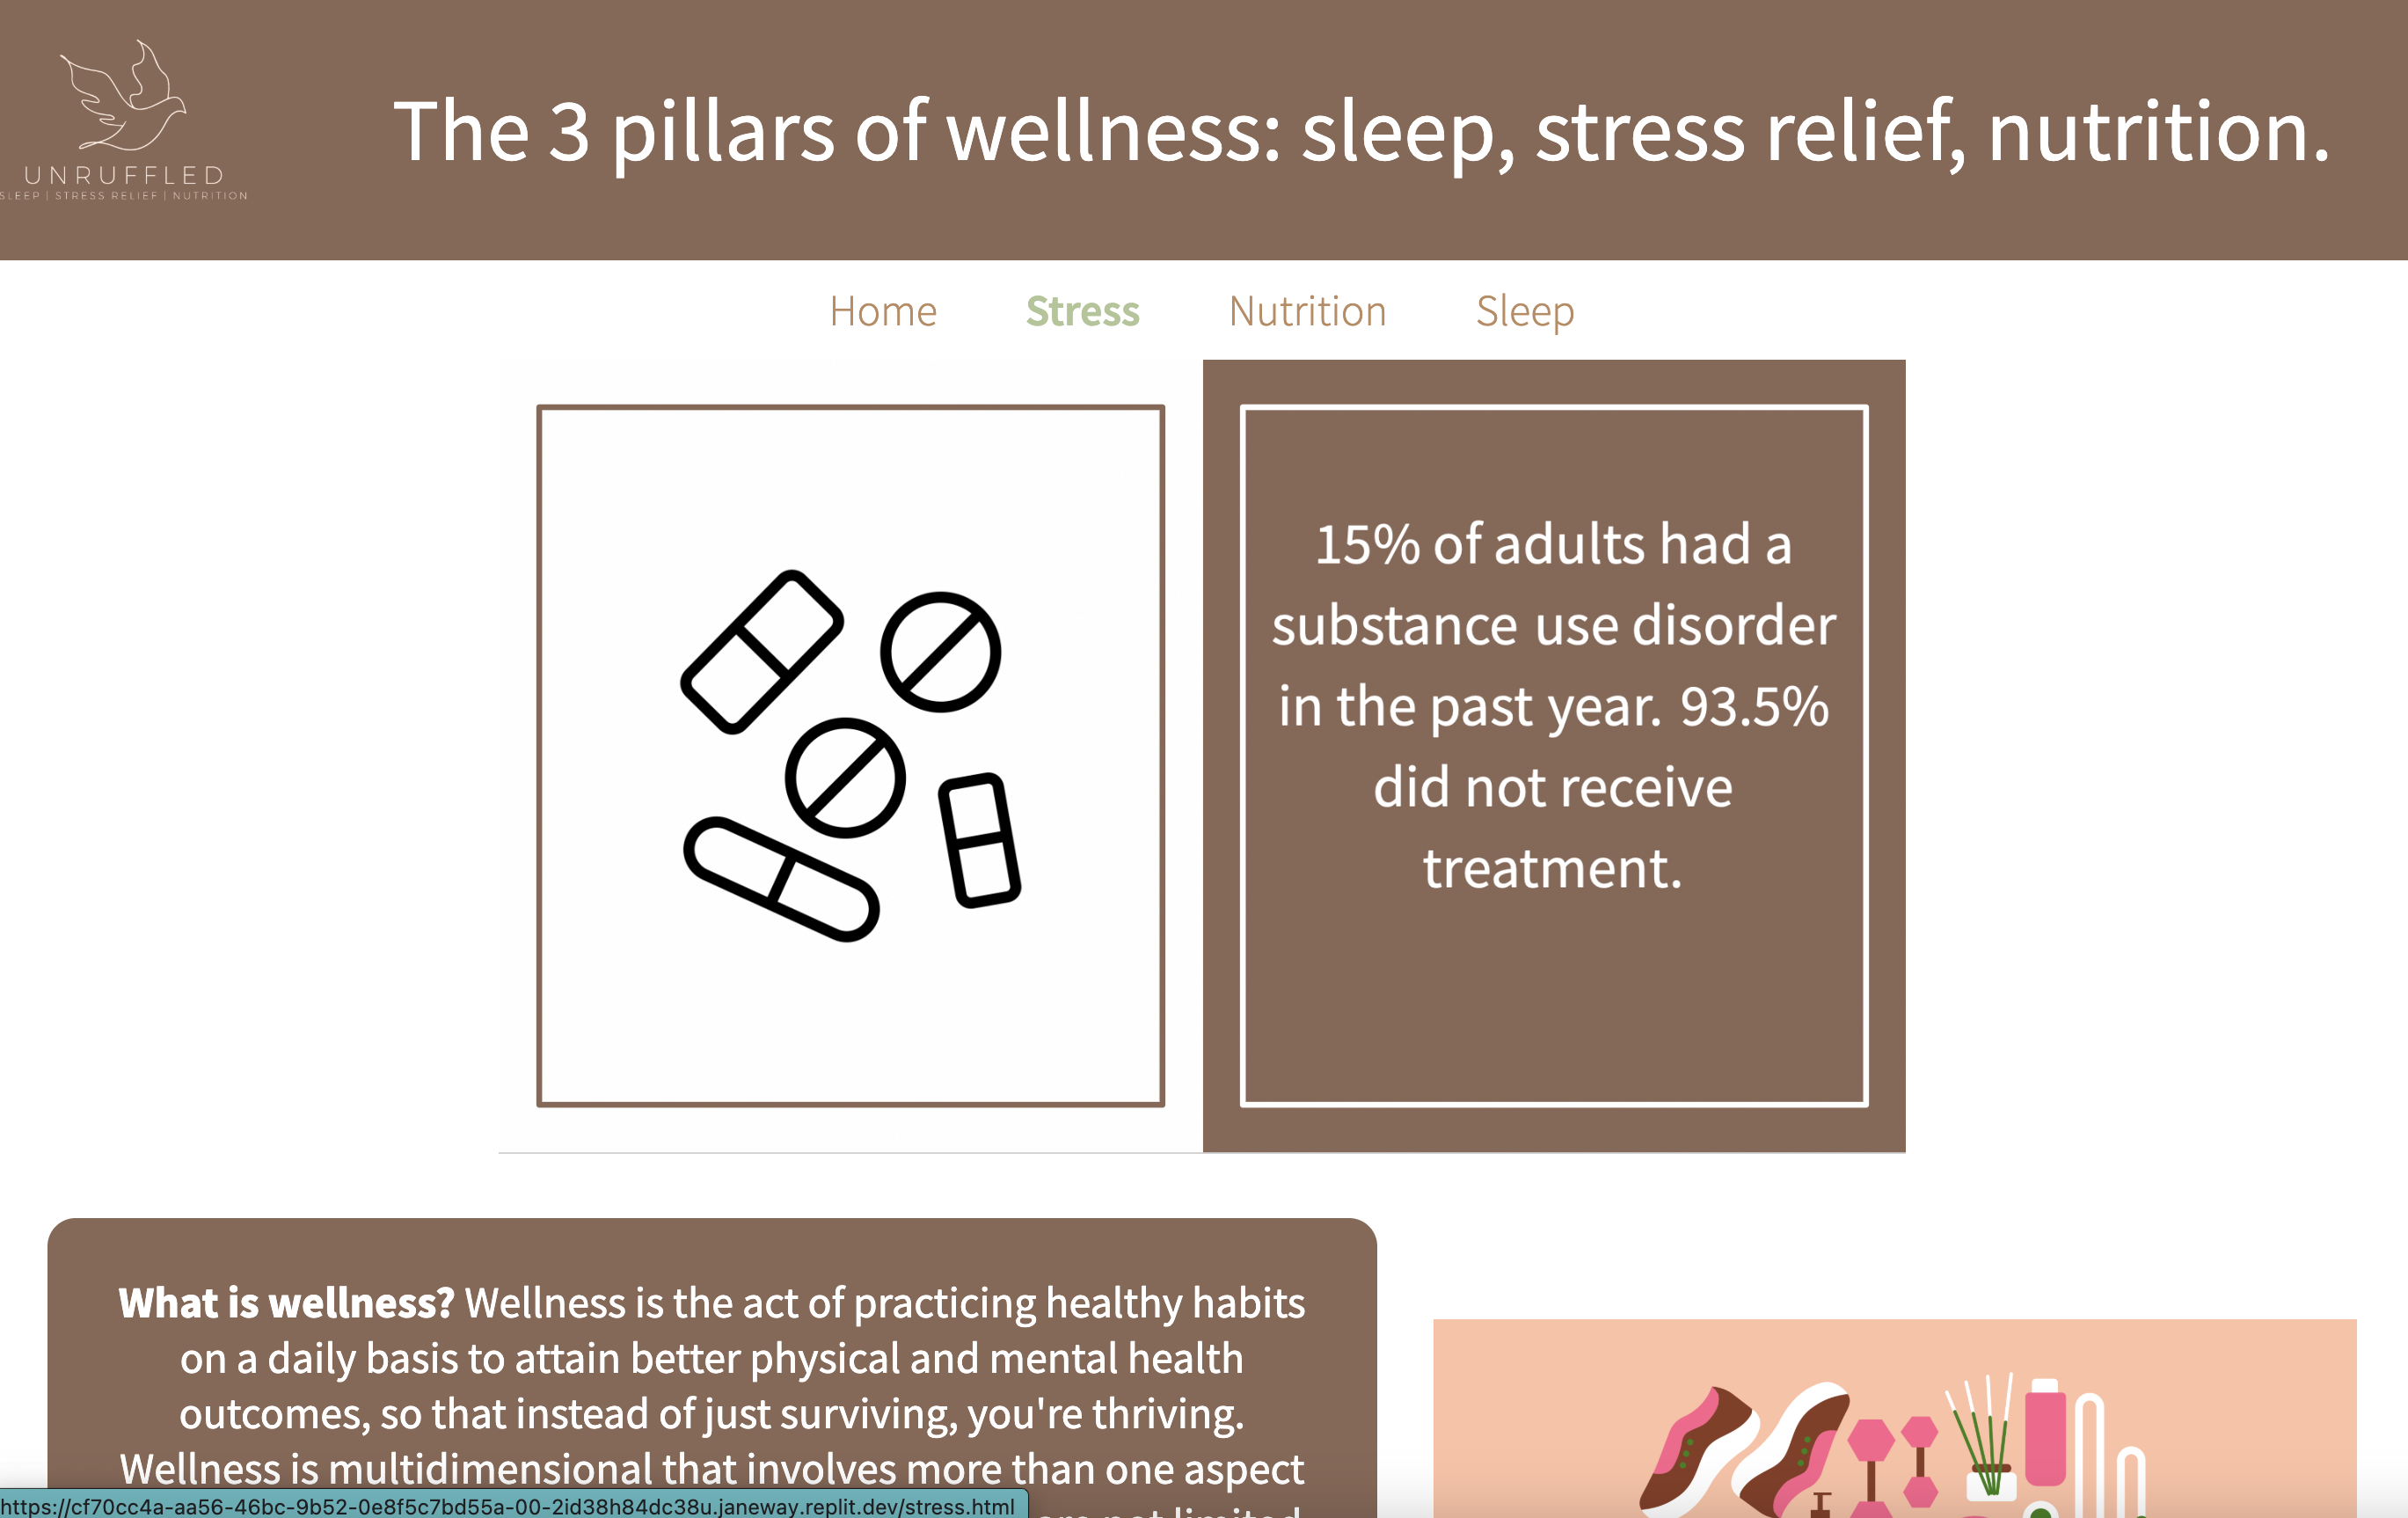 UNRUFFLED
SLEEP | STRESS RELIEF | NUTRITION
The 3 pillars of wellness: sleep, stress relief, nutrition.
Home Stress Nutrition Sleep
15% of adults had a
substance use disorder
in the past year. 93.5%
did not receive
treatment.
What is wellness? Wellness is the act of practicing healthy habits
on a daily basis to attain better physical and mental health
outcomes, so that instead of just surviving, you're thriving.
Wellness is multidimensional that involves more than one aspect
are not limited
https://cf70cc4a-aa56-46bc-9b52-0e8f5c7bd55a-00-2id38h84dc38u.janeway.replit.dev/stress.html